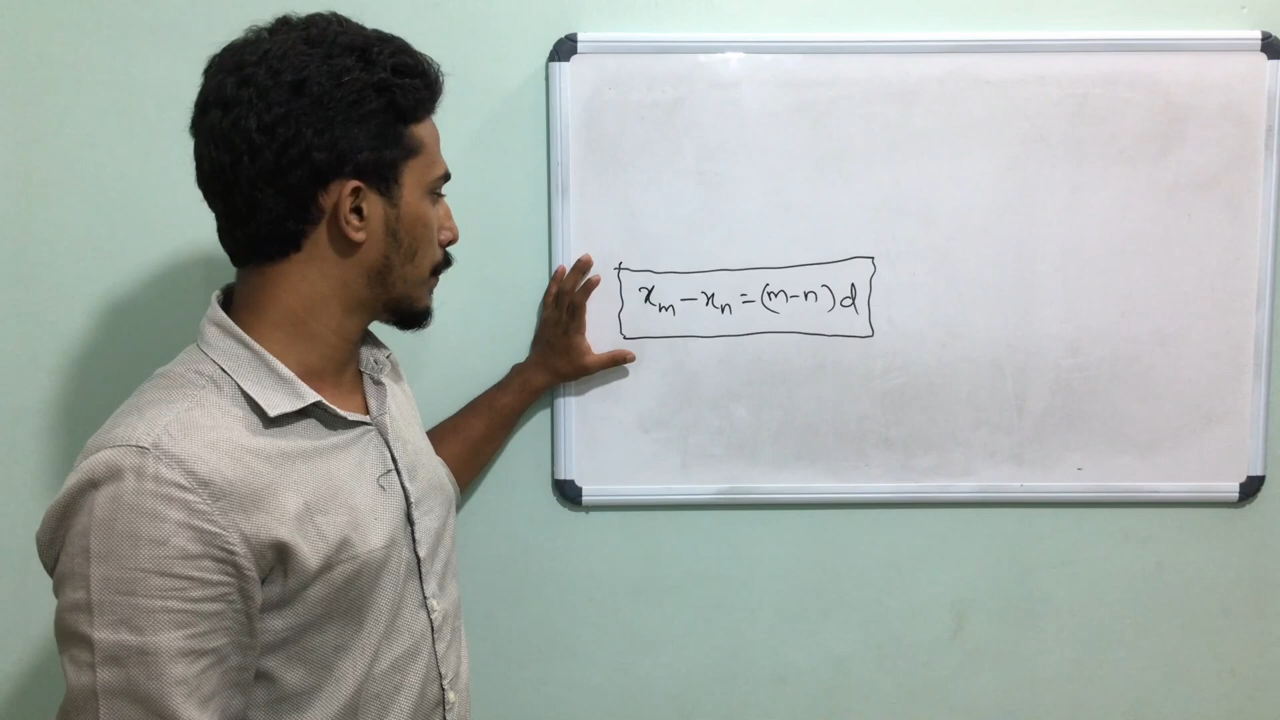 x_m - x_n = (m-n) d